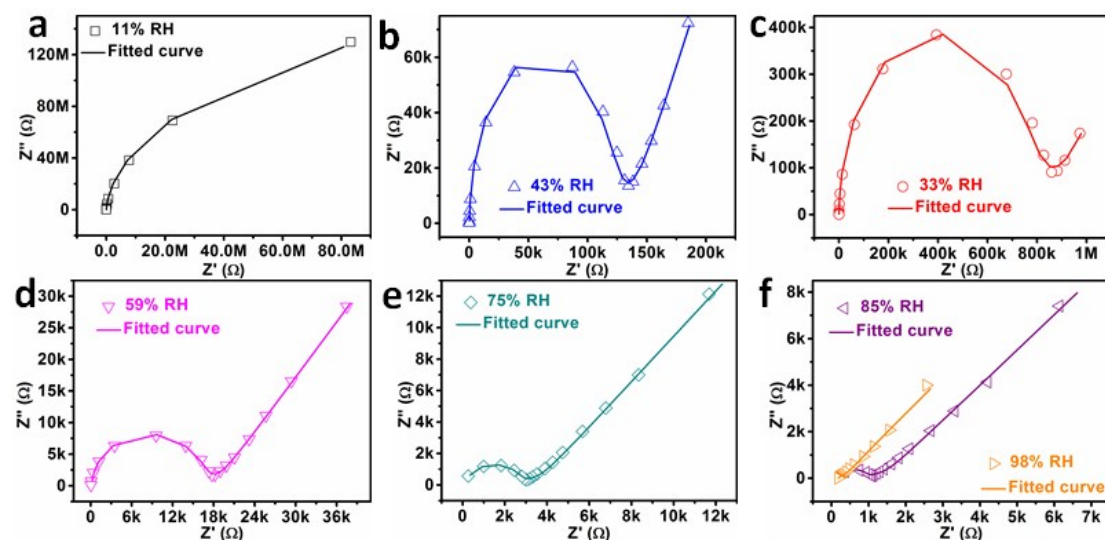 a
11% RH
Fitted curve
120M
80M
40M
0
Z'' (Ω)
0.0 20.0M 40.0M 60.0M 80.0M
Z' (Ω)
b
60k
40k
20k
0
Z'' (Ω)
43% RH
Fitted curve
0 50k 100k 150k 200k
Z' (Ω)
c
400k
300k
200k
100k
0
Z'' (Ω)
33% RH
Fitted curve
0 200k 400k 600k 800k 1M
Z' (Ω)
d
59% RH
Fitted curve
30k
25k
20k
15k
10k
5k
0
Z'' (Ω)
0 6k 12k 18k 24k 30k 36k
Z' (Ω)
e
75% RH
Fitted curve
12k
10k
8k
6k
4k
2k
0
Z'' (Ω)
0 2k 4k 6k 8k 10k 12k
Z' (Ω)
f
85% RH
Fitted curve
8k
6k
4k
2k
0
Z'' (Ω)
98% RH
Fitted curve
0 1k 2k 3k 4k 5k 6k 7k
Z' (Ω)